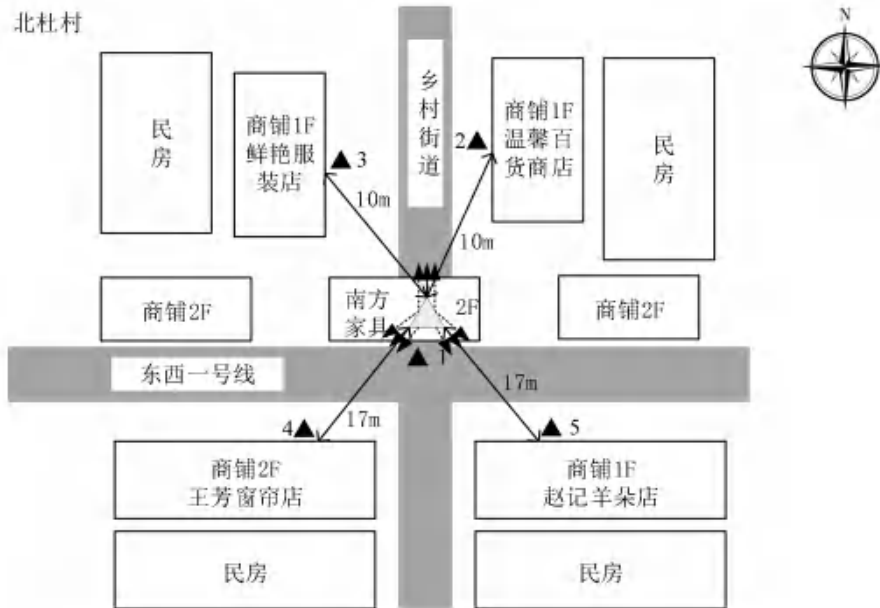 北杜村
N
民房
商铺1F
鲜艳服
装店
▲3
10m
乡村街道
2▲
10m
商铺1F
温馨百
货商店
民房
商铺2F
南方
家具
2F
商铺2F
▲1
东西一号线
17m
17m
4▲
▲5
商铺2F
王芳窗帘店
商铺1F
赵记羊朵店
民房
民房